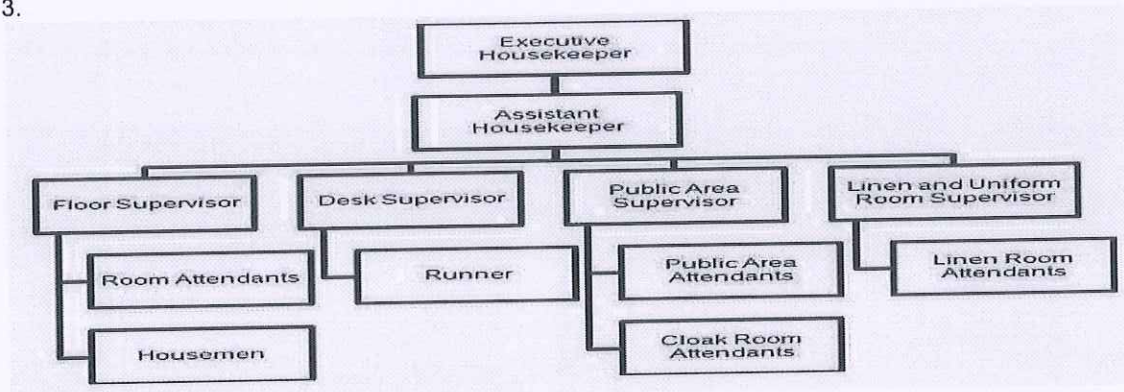 3.
Executive
Housekeeper
Assistant
Housekeeper
Floor Supervisor
Desk Supervisor
Public Area
Supervisor
Linen and Uniform
Room Supervisor
Room Attendants
Runner
Public Area
Attendants
Linen Room
Attendants
Housemen
Cloak Room
Attendants